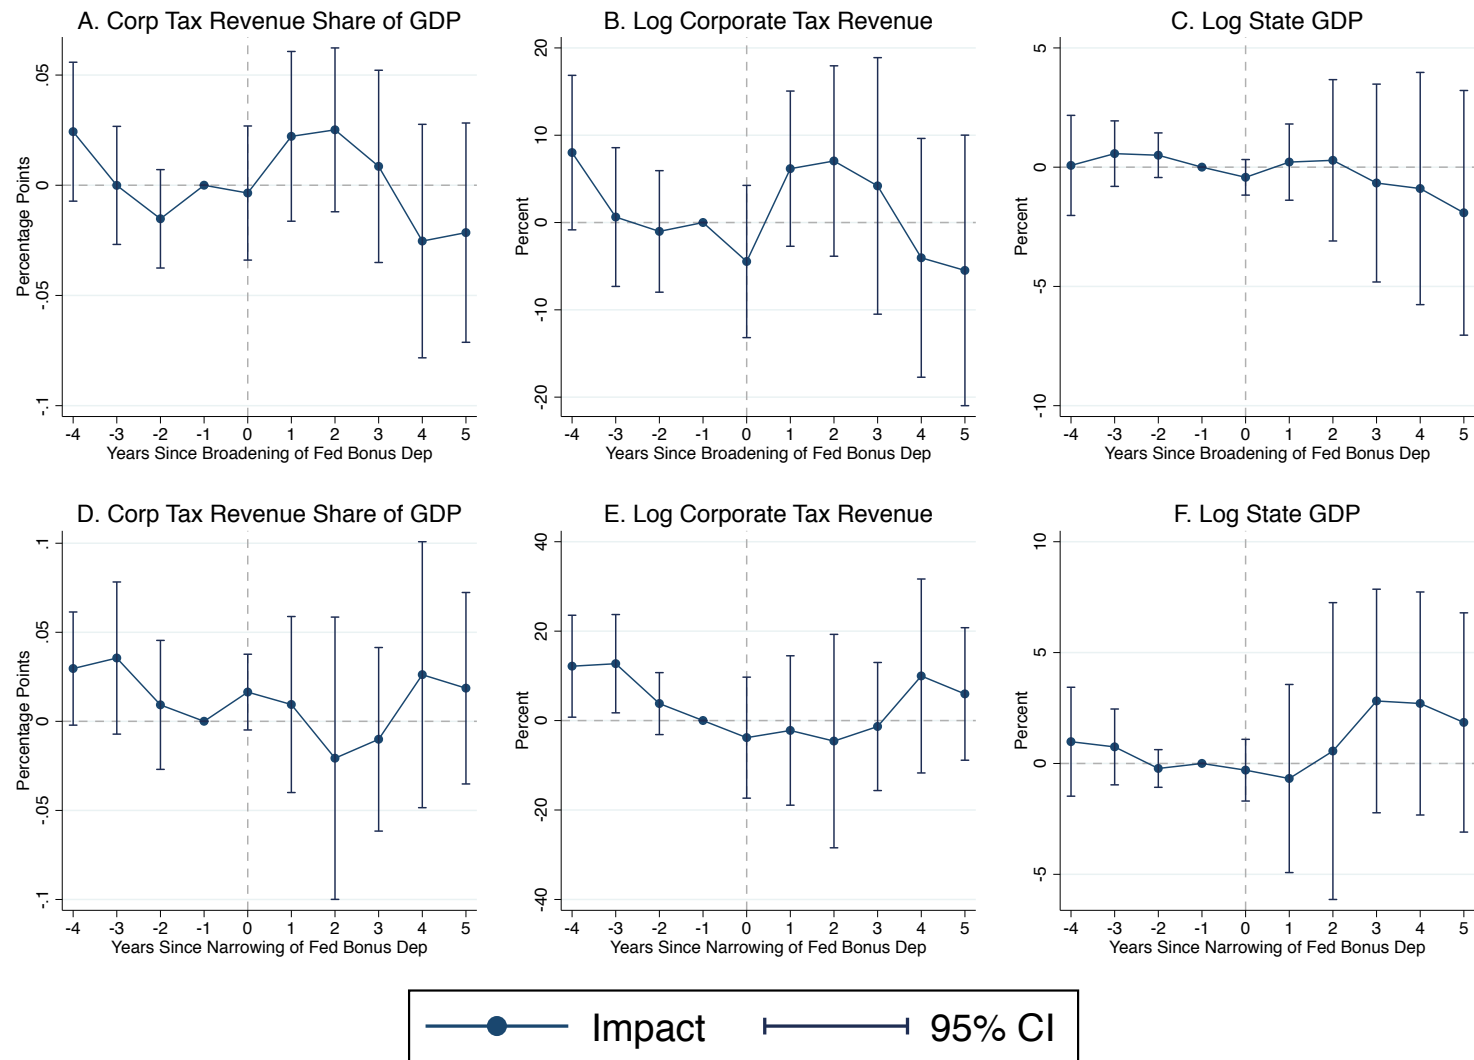 A. Corp Tax Revenue Share of GDP
Percentage Points
.05
0
-.05
-.1
-4 -3 -2 -1 0 1 2 3 4 5
Years Since Broadening of Fed Bonus Dep
B. Log Corporate Tax Revenue
Percent
20
10
0
-10
-20
-4 -3 -2 -1 0 1 2 3 4 5
Years Since Broadening of Fed Bonus Dep
C. Log State GDP
Percent
5
0
-5
-10
-4 -3 -2 -1 0 1 2 3 4 5
Years Since Broadening of Fed Bonus Dep
D. Corp Tax Revenue Share of GDP
Percentage Points
.1
.05
0
-.05
-.1
-4 -3 -2 -1 0 1 2 3 4 5
Years Since Narrowing of Fed Bonus Dep
E. Log Corporate Tax Revenue
Percent
40
20
0
-20
-40
-4 -3 -2 -1 0 1 2 3 4 5
Years Since Narrowing of Fed Bonus Dep
F. Log State GDP
Percent
10
5
0
-5
-4 -3 -2 -1 0 1 2 3 4 5
Years Since Narrowing of Fed Bonus Dep
Impact 95% CI